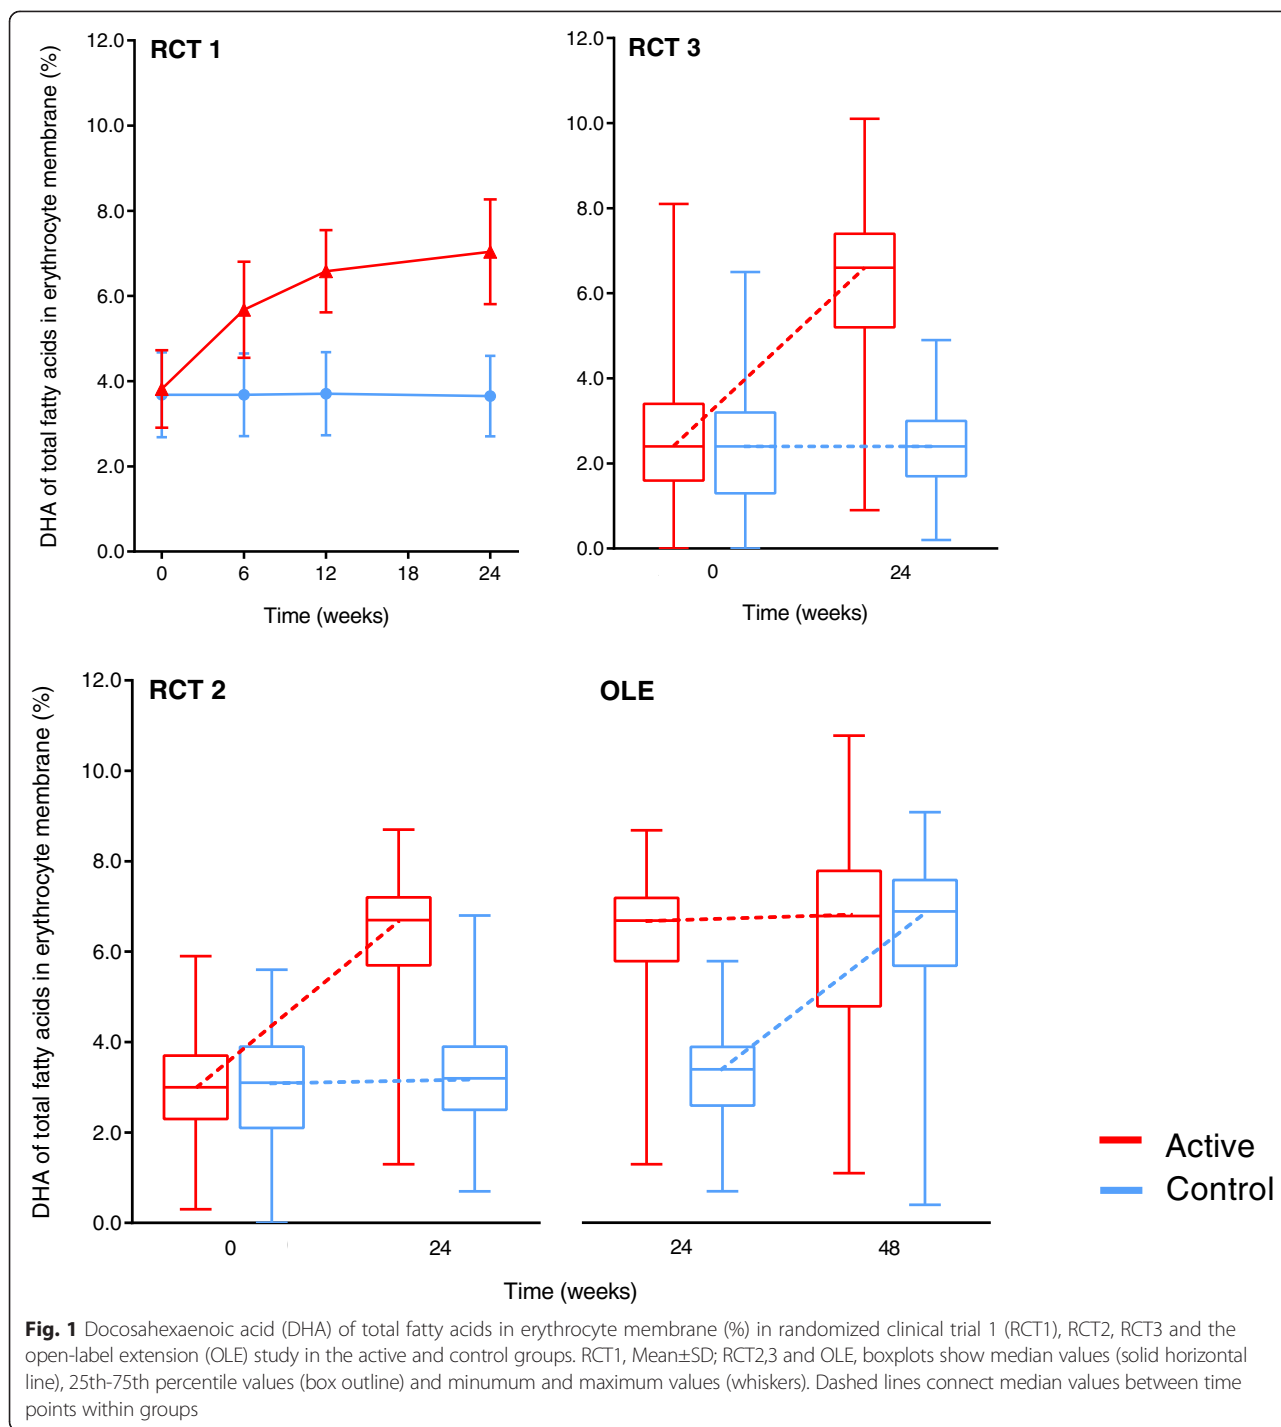 RCT 1
DHA of total fatty acids in erythrocyte membrane (%)
12.0
10.0
8.0
6.0
4.0
2.0
0.0
0 6 12 18 24
Time (weeks)
RCT 3
12.0
10.0
8.0
6.0
4.0
2.0
0.0
0 24
Time (weeks)
RCT 2
DHA of total fatty acids in erythrocyte membrane (%)
12.0
10.0
8.0
6.0
4.0
2.0
0.0
0 24
OLE
24 48
Time (weeks)
Active
Control
Fig. 1 Docosahexaenoic acid (DHA) of total fatty acids in erythrocyte membrane (%) in randomized clinical trial 1 (RCT1), RCT2, RCT3 and the
open-label extension (OLE) study in the active and control groups. RCT1, Mean±SD; RCT2,3 and OLE, boxplots show median values (solid horizontal
line), 25th-75th percentile values (box outline) and minumum and maximum values (whiskers). Dashed lines connect median values between time
points within groups